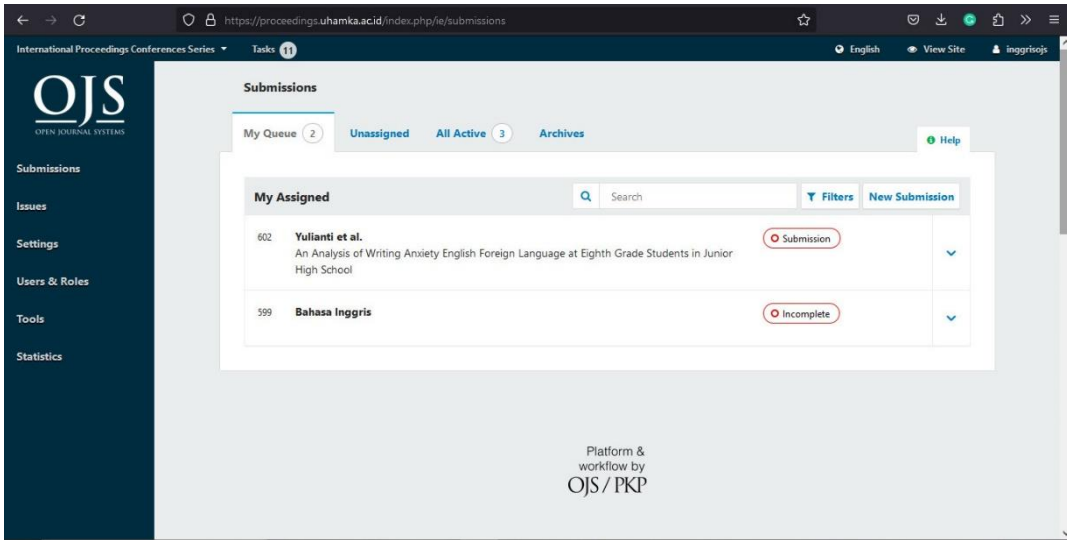 https://proceedings.uhamka.ac.id/index.php/ie/submissions
International Proceedings Conferences Series
Tasks 11
English
View Site
inggrisojs
OJS
OPEN JOURNAL SYSTEMS
Submissions
Issues
Settings
Users & Roles
Tools
Statistics
Submissions
My Queue 2
Unassigned
All Active 3
Archives
Help
My Assigned
Search
Filters
New Submission
602
Yulianti et al.
Submission
An Analysis of Writing Anxiety English Foreign Language at Eighth Grade Students in Junior
High School
599
Bahasa Inggris
Incomplete
Platform &
workflow by
OJS / PKP